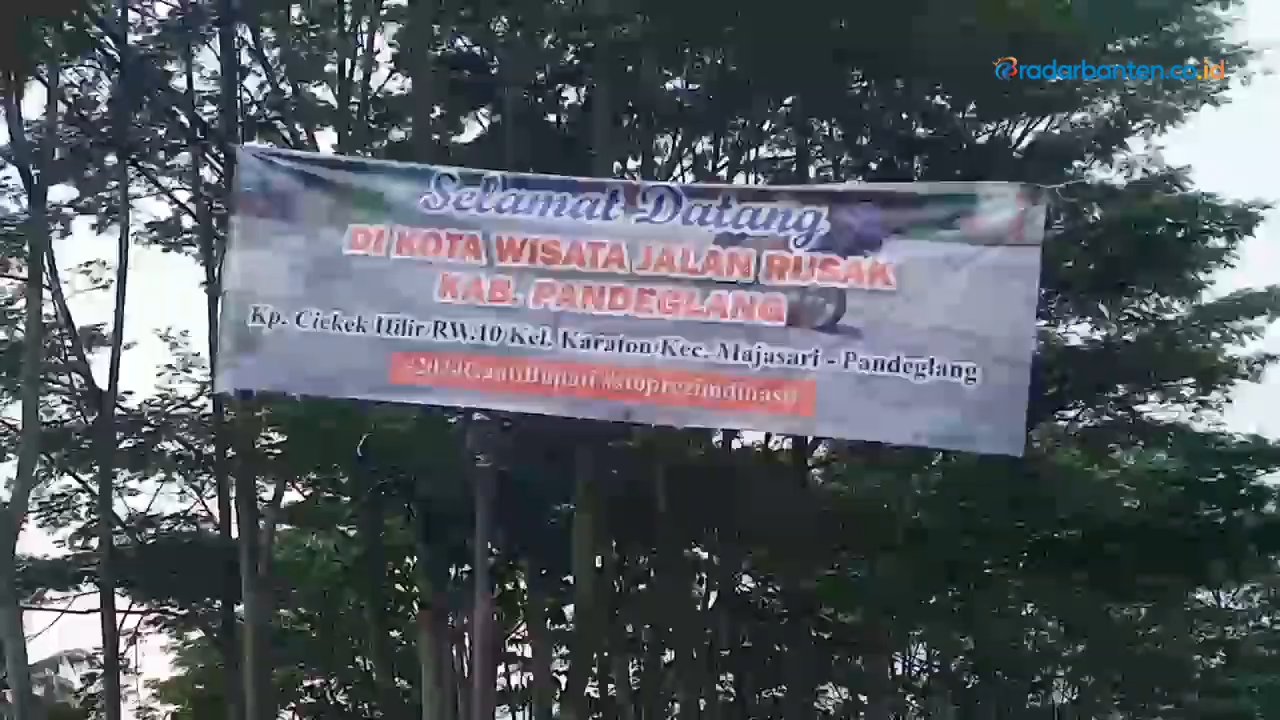 radarbanten.co.id
Selamat Datang
DI KOTA WISATA JALAN RUSAK
KAB. PANDEGLANG
Kp. Ciekek Hilir RW.10 Kel. Karaton Kec. Majasari - Pandeglang
#stoprezimdinasti